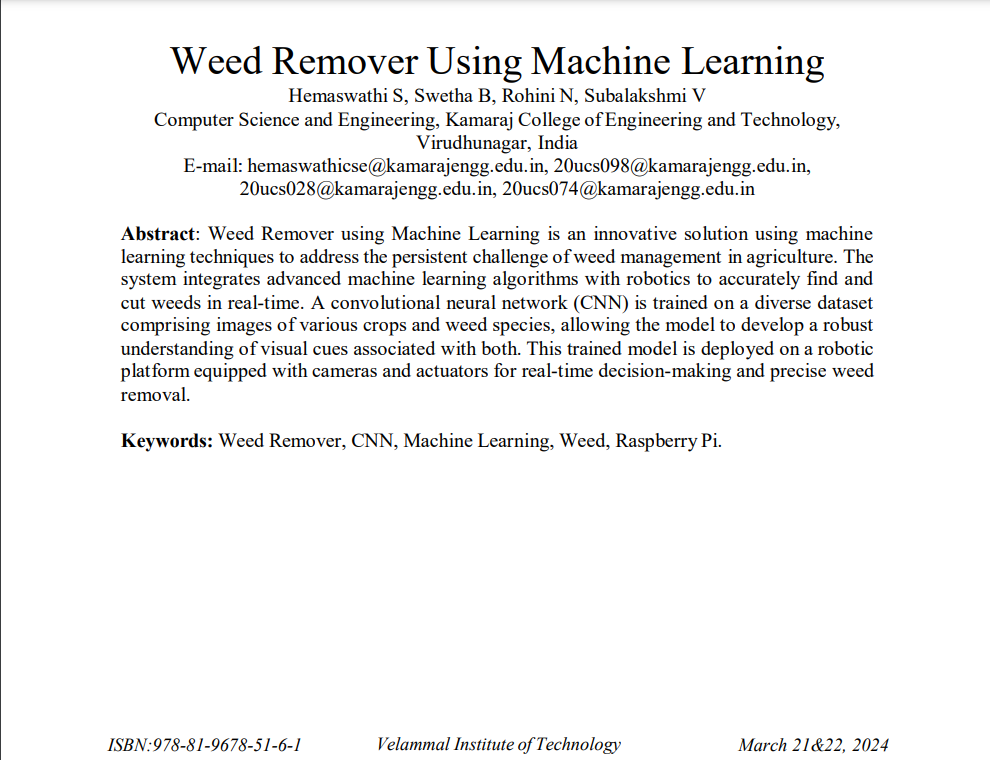 Weed Remover Using Machine Learning
Hemaswathi S, Swetha B, Rohini N, Subalakshmi V
Computer Science and Engineering, Kamaraj College of Engineering and Technology,
Virudhunagar, India
E-mail: hemaswathicse@kamarajengg.edu.in, 20ucs098@kamarajengg.edu.in,
20ucs028@kamarajengg.edu.in, 20ucs074@kamarajengg.edu.in
Abstract: Weed Remover using Machine Learning is an innovative solution using machine
learning techniques to address the persistent challenge of weed management in agriculture. The
system integrates advanced machine learning algorithms with robotics to accurately find and
cut weeds in real-time. A convolutional neural network (CNN) is trained on a diverse dataset
comprising images of various crops and weed species, allowing the model to develop a robust
understanding of visual cues associated with both. This trained model is deployed on a robotic
platform equipped with cameras and actuators for real-time decision-making and precise weed
removal.
Keywords: Weed Remover, CNN, Machine Learning, Weed, Raspberry Pi.
ISBN:978-81-9678-51-6-1 Velammal Institute of Technology March 21&22, 2024